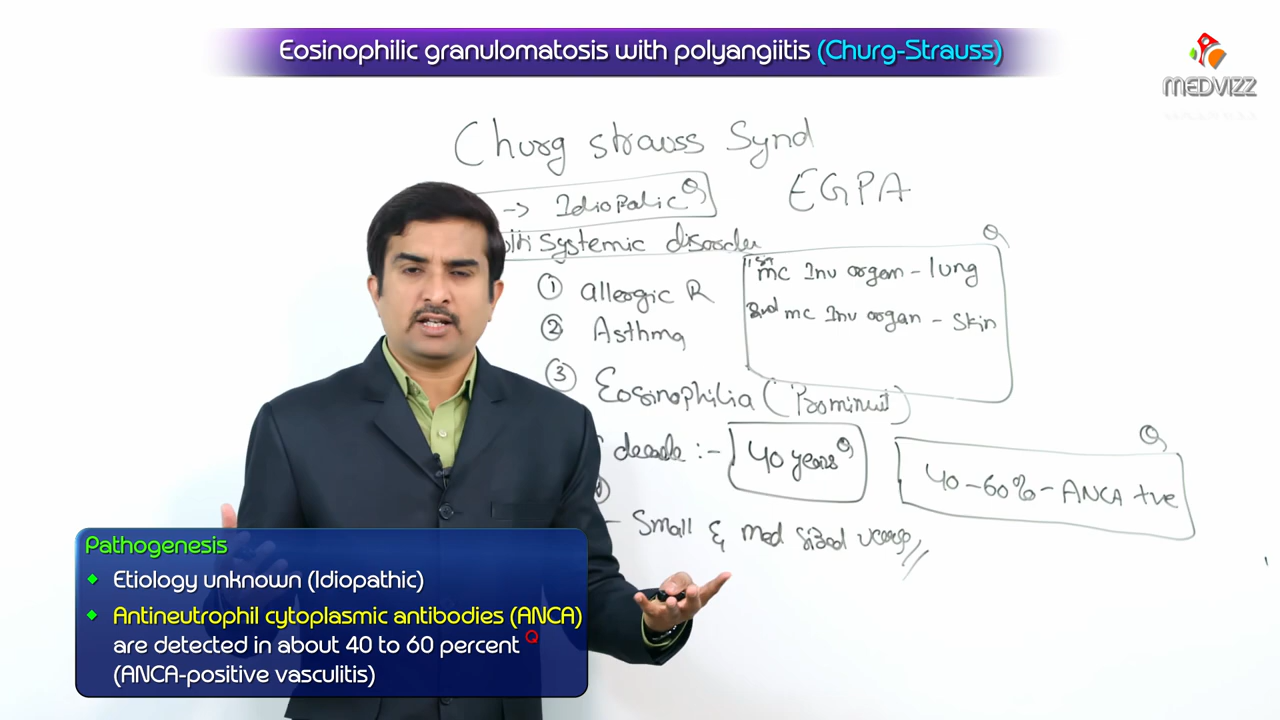 Eosinophilic granulomatosis with polyangiitis (Churg-Strauss)
MEDVIZZ
Churg strauss Synd
EGPA
-> Idiopatic Q
Systemic disorder
① Allergic R
② Asthma
③ Eosinophilia (Prominut)
Q
1st mc Inv organ - lung
2nd mc Inv organ - Skin
decade :- 40 years Q
Q
40-60% - ANCA +ve
- Small & med sized
Pathogenesis
Etiology unknown (Idiopathic)
Antineutrophil cytoplasmic antibodies (ANCA)
are detected in about 40 to 60 percent Q
(ANCA-positive vasculitis)